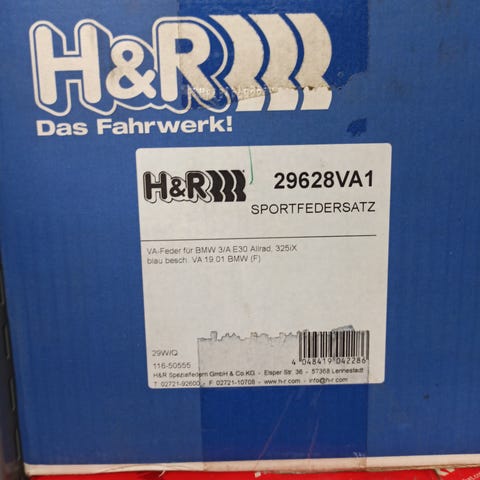 H&R
Das Fahrwerk!
H&R
29628VA1
SPORTFEDERSATZ
VA-Feder für BMW 3/A E30 Allrad, 325iX
blau besch. VA 19 01 BMW (F)
29W/Q
116-50555
4 048419 042286
H&R Spezialfedern GmbH & Co.KG. - Elsper Str. 36 - 57368 Lennestadt
T. 02721-92600 - F. 02721-10708 - www.h-r.com - info@h-r.com